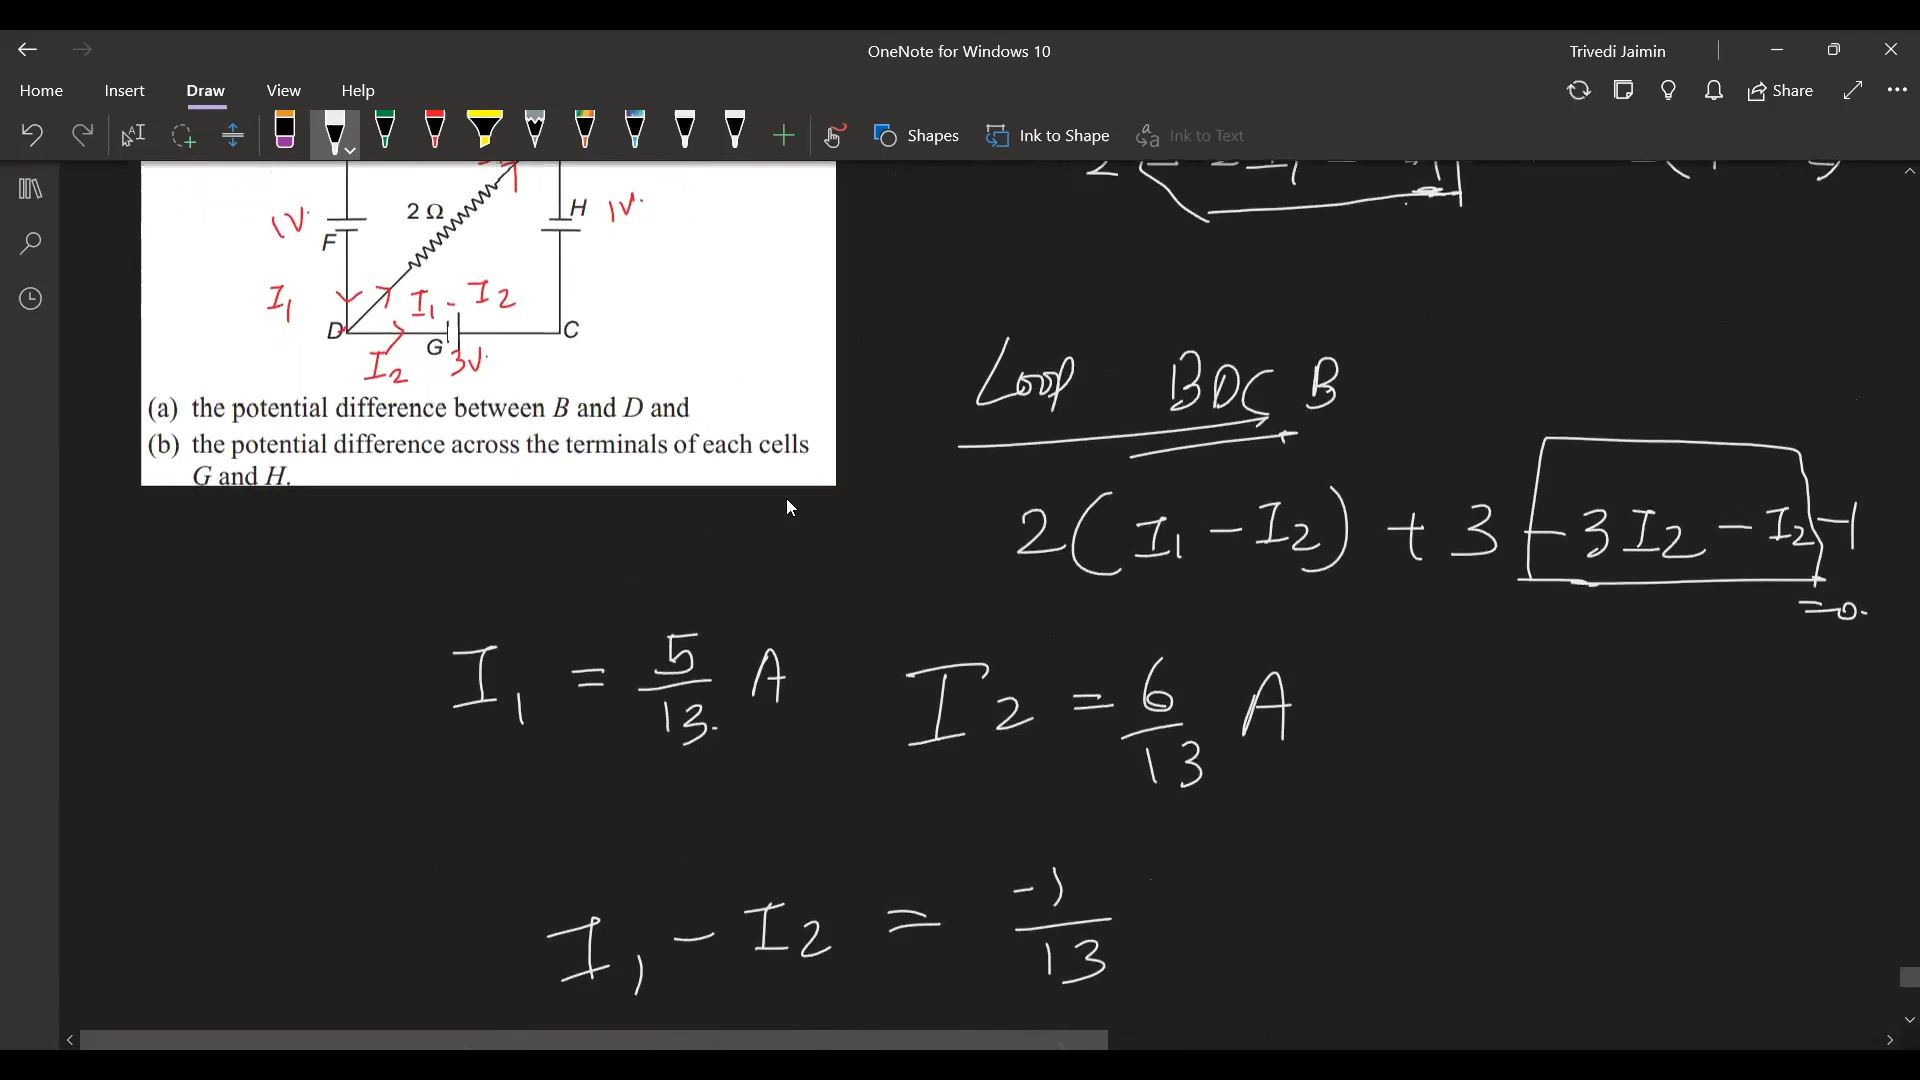 OneNote for Windows 10
Trivedi Jaimin
Home Insert Draw View Help
Share
Shapes
Ink to Shape
Ink to Text
2 Ω
H
1V.
1V.
F
I₁
I₁ - I₂
D
C
G
I₂
3V.
(a) the potential difference between B and D and
(b) the potential difference across the terminals of each cells
G and H.
Loop BDC B
2(I₁ - I₂) + 3 - 3I₂ - I₂ - 1
= 0.
I₁ = 5/13. A
I₂ = 6/13 A
I₁ - I₂ = -1/13